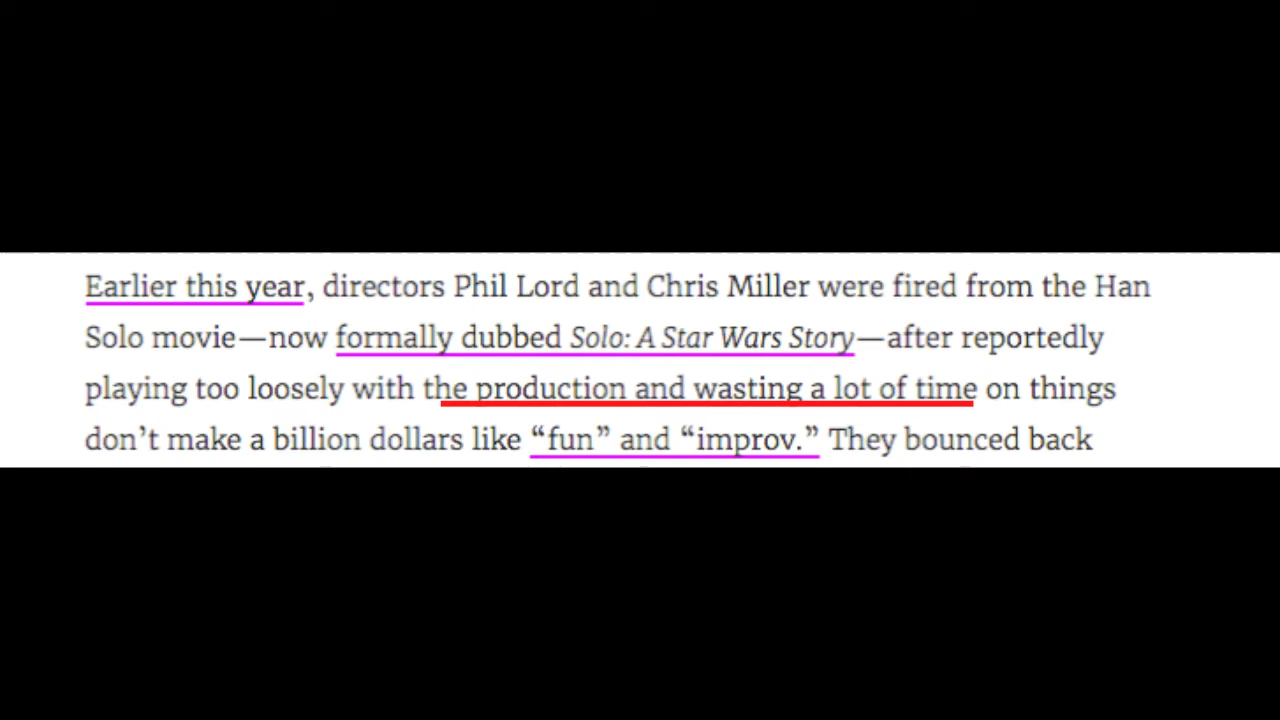 Earlier this year, directors Phil Lord and Chris Miller were fired from the Han
Solo movie—now formally dubbed Solo: A Star Wars Story—after reportedly
playing too loosely with the production and wasting a lot of time on things
don’t make a billion dollars like “fun” and “improv.” They bounced back